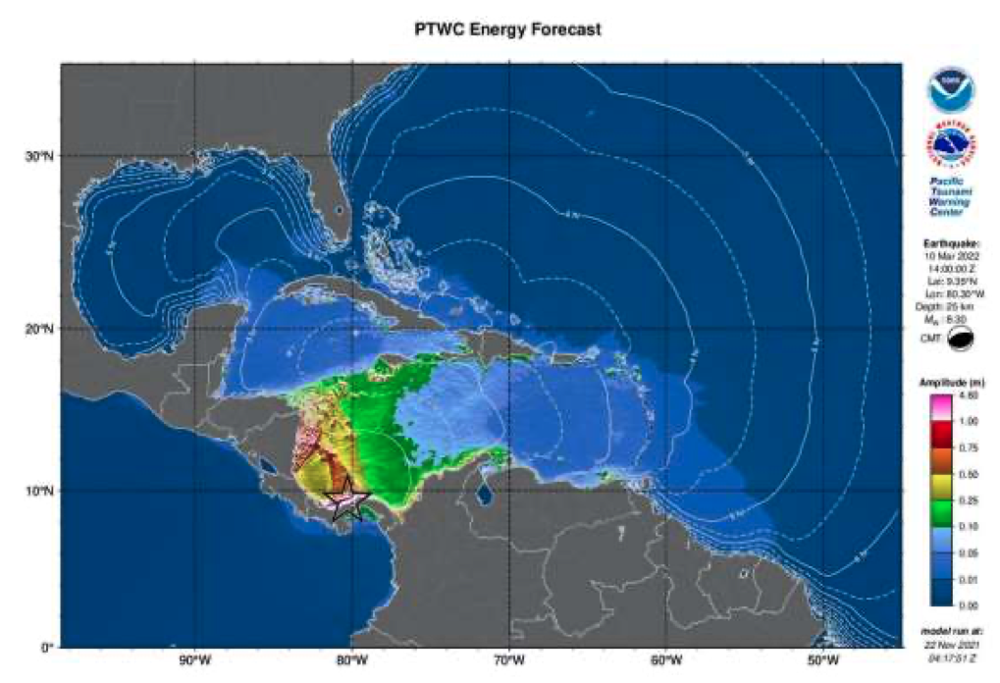 PTWC Energy Forecast
30°N
20°N
10°N
0°
90°W
80°W
70°W
60°W
50°W
Pacific
Tsunami
Warning
Center
Earthquake:
10 Mar 2022
14:00:00 Z
Lat: 9.35°N
Lon: 80.30°W
Depth: 25 km
CMT:
Amplitude (m)
1.00
0.75
0.50
0.25
0.10
0.05
0.01
0.00
model run at:
22 Nov 2021
04:17:51 Z